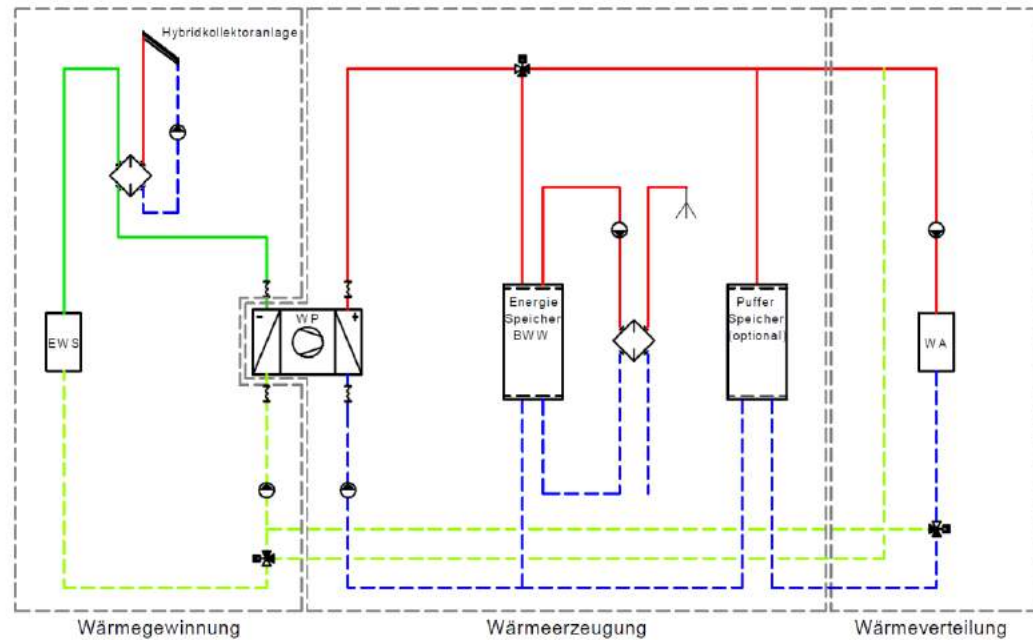 Hybridkollektoranlage
EWS
- WP +
Energie
Speicher
BWW
Puffer
Speicher
(optional)
WA
Wärmegewinnung
Wärmeerzeugung
Wärmeverteilung